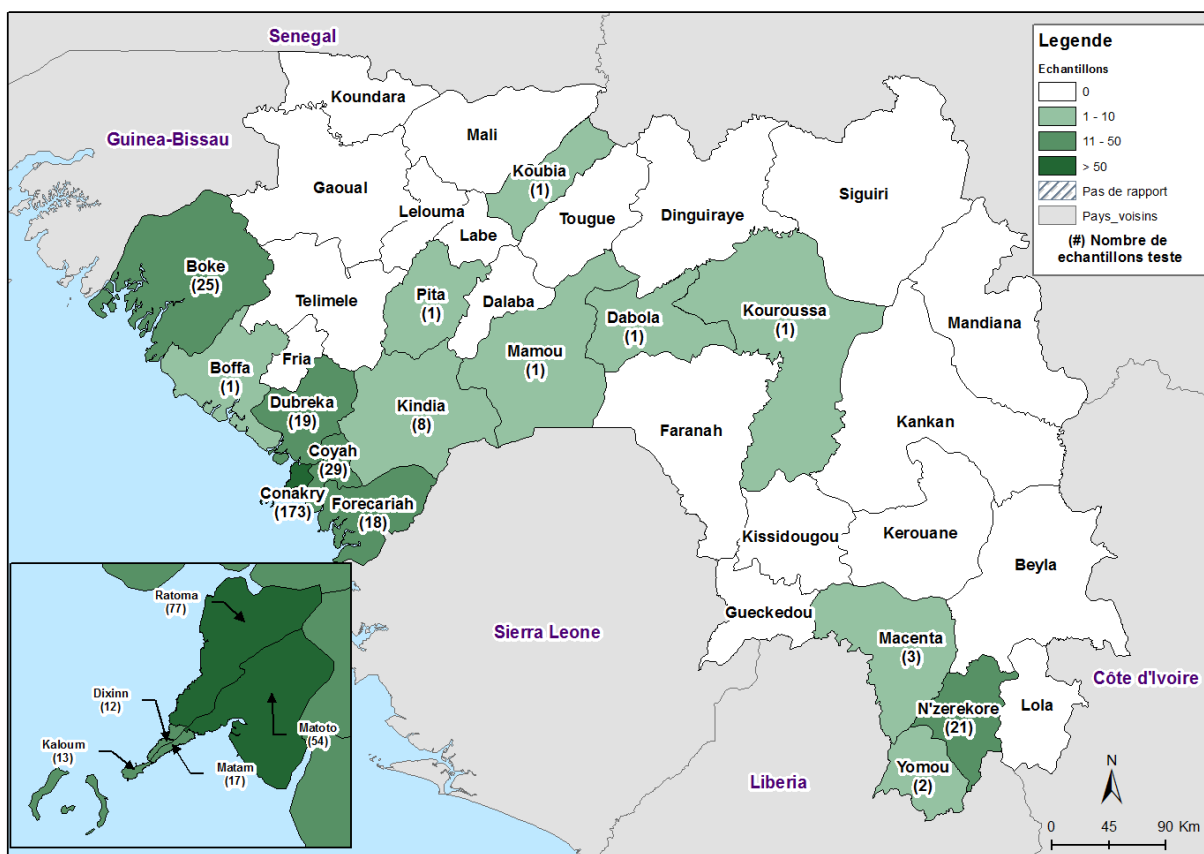 Senegal
Guinea-Bissau
Koundara
Mali
Koubia
(1)
Gaoual
Lelouma
Labe
Tougue
Dinguiraye
Siguiri
Boke
(25)
Telimele
Pita
(1)
Dalaba
Dabola
(1)
Kouroussa
(1)
Mandiana
Boffa
(1)
Fria
Mamou
(1)
Dubreka
(19)
Kindia
(8)
Faranah
Kankan
Coyah
(29)
Conakry
(173)
Forecariah
(18)
Kissidougou
Kerouane
Beyla
Gueckedou
Macenta
(3)
Sierra Leone
N'zerekore
(21)
Lola
Côte d'Ivoire
Yomou
(2)
Liberia
Legende
Echantillons
0
1 - 10
11 - 50
> 50
Pas de rapport
Pays_voisins
(#) Nombre de
echantillons teste
Ratoma
(77)
Dixinn
(12)
Kaloum
(13)
Matam
(17)
Matoto
(54)
N
0 45 90 Km